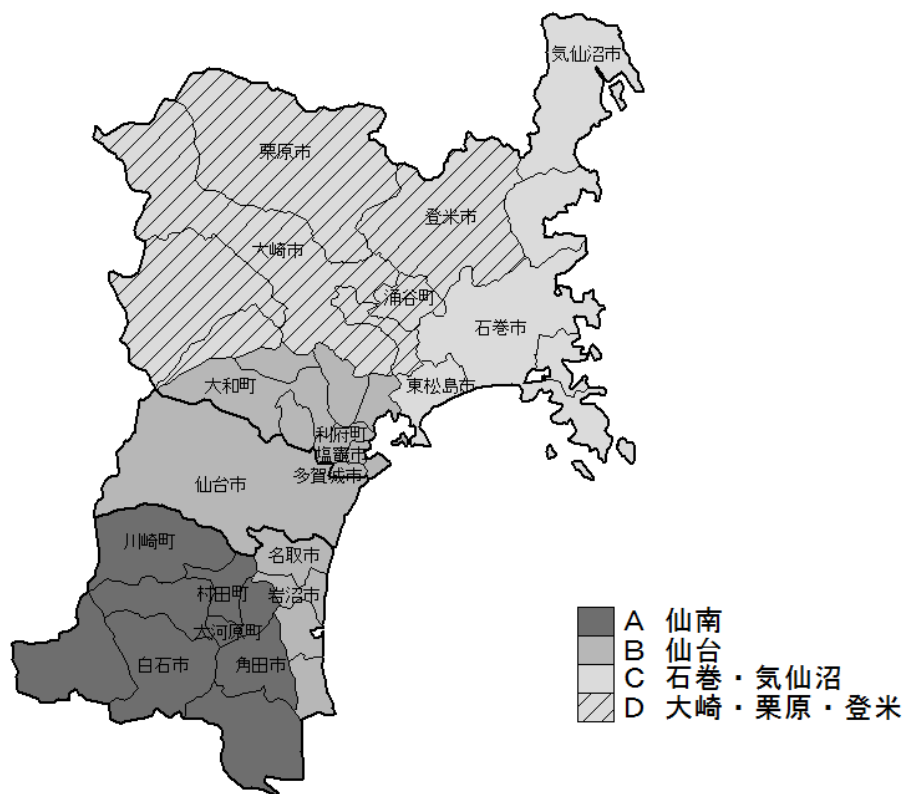 気仙沼市
栗原市
登米市
大崎市
涌谷町
石巻市
大和町
東松島市
利府町
塩竈市
多賀城市
仙台市
川崎町
名取市
村田町
岩沼市
大河原町
白石市
角田市
A 仙南
B 仙台
C 石巻・気仙沼
D 大崎・栗原・登米